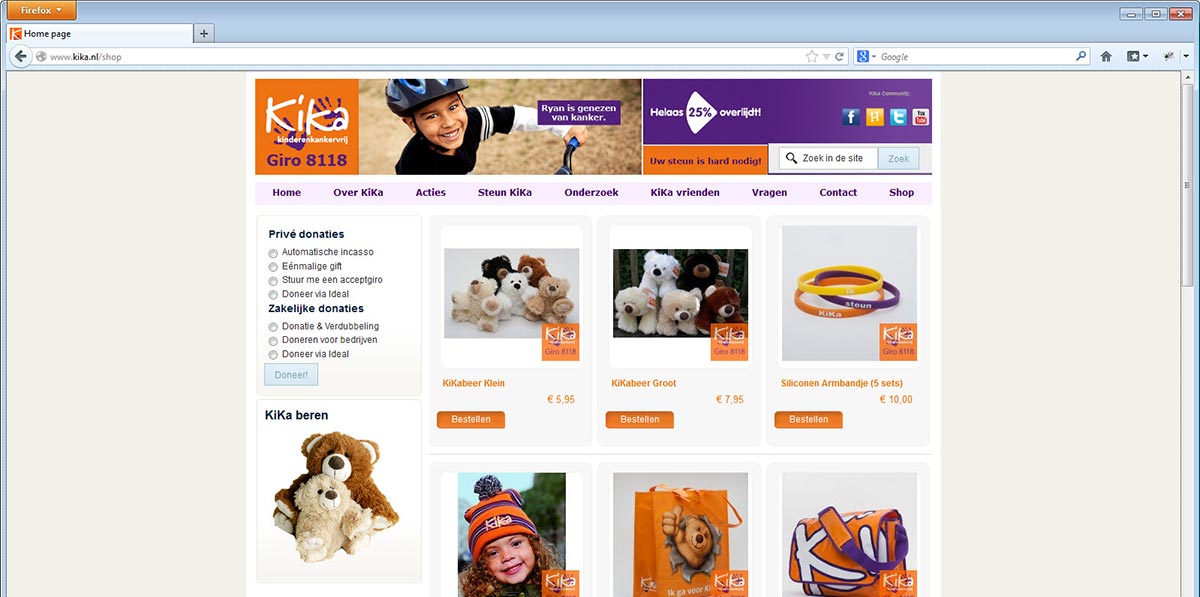 Firefox
Home page
www.kika.nl/shop
Google
KiKa
kinderenkankervrij
Giro 8118
Ryan is genezen
van kanker.
Helaas 25% overlijdt!
Kika Community:
Uw steun is hard nodig!
Zoek in de site
Zoek
Home Over KiKa Acties Steun KiKa Onderzoek KiKa vrienden Vragen Contact Shop
Privé donaties
Automatische incasso
Eénmalige gift
Stuur me een acceptgiro
Doneer via Ideal
Zakelijke donaties
Donatie & Verdubbeling
Doneren voor bedrijven
Doneer via Ideal
Doneer!
KiKa beren
KiKa
Giro 8118
KiKabeer Klein
€ 5,95
Bestellen
KiKa
Giro 8118
KiKabeer Groot
€ 7,95
Bestellen
ik
steun
KiKa
KiKa
Giro 8118
Siliconen Armbandje (5 sets)
€ 10,00
Bestellen
KiKa
KiKa
Ik ga voor Ki
KiKa
KiKa